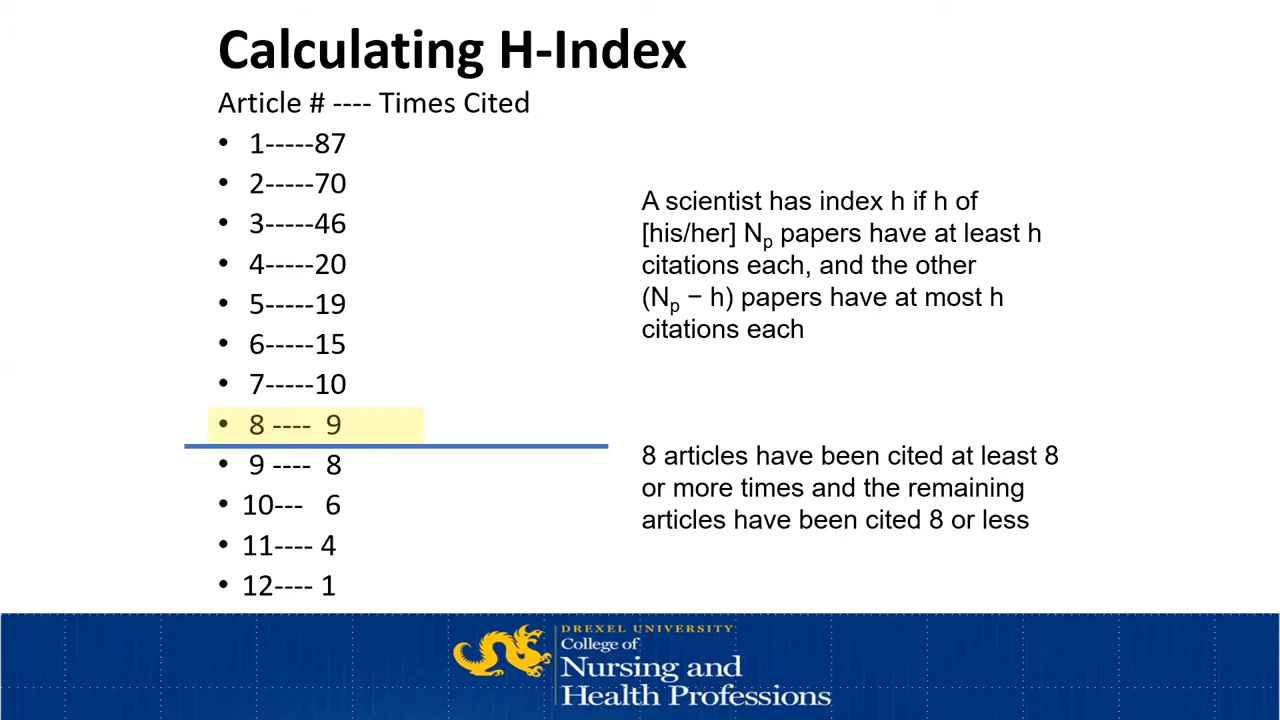 Calculating H-Index
Article # ---- Times Cited
• 1-----87
• 2-----70
• 3-----46
• 4-----20
• 5-----19
• 6-----15
• 7-----10
• 8 ---- 9
• 9 ---- 8
• 10--- 6
• 11---- 4
• 12---- 1
A scientist has index h if h of
[his/her] Np papers have at least h
citations each, and the other
(Np − h) papers have at most h
citations each
8 articles have been cited at least 8
or more times and the remaining
articles have been cited 8 or less
DREXEL UNIVERSITY
College of
Nursing and
Health Professions